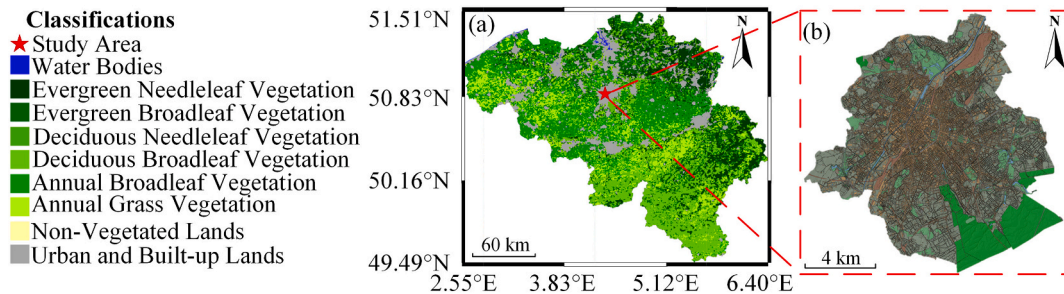 Classifications
Study Area
Water Bodies
Evergreen Needleleaf Vegetation
Evergreen Broadleaf Vegetation
Deciduous Needleleaf Vegetation
Deciduous Broadleaf Vegetation
Annual Broadleaf Vegetation
Annual Grass Vegetation
Non-Vegetated Lands
Urban and Built-up Lands
51.51°N
50.83°N
50.16°N
49.49°N
(a)
N
60 km
2.55°E 3.83°E 5.12°E 6.40°E
(b)
N
4 km